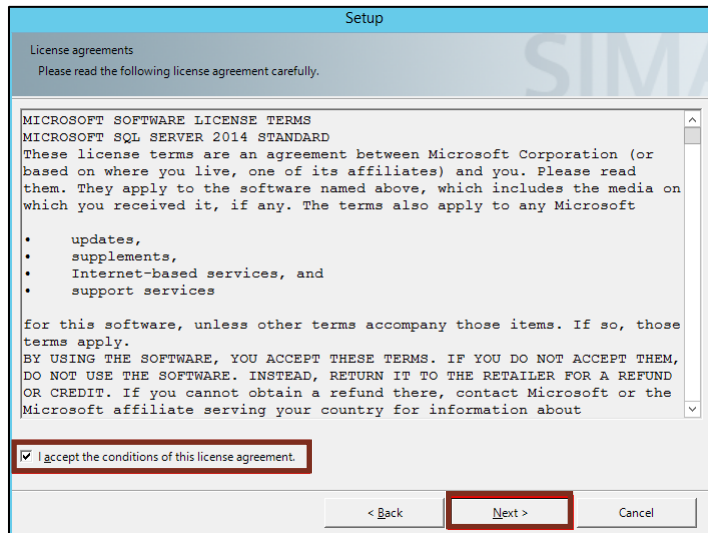 Setup
License agreements
Please read the following license agreement carefully.
SIMA
MICROSOFT SOFTWARE LICENSE TERMS
MICROSOFT SQL SERVER 2014 STANDARD
These license terms are an agreement between Microsoft Corporation (or
based on where you live, one of its affiliates) and you. Please read
them. They apply to the software named above, which includes the media on
which you received it, if any. The terms also apply to any Microsoft
• updates,
• supplements,
• Internet-based services, and
• support services
for this software, unless other terms accompany those items. If so, those
terms apply.
BY USING THE SOFTWARE, YOU ACCEPT THESE TERMS. IF YOU DO NOT ACCEPT THEM,
DO NOT USE THE SOFTWARE. INSTEAD, RETURN IT TO THE RETAILER FOR A REFUND
OR CREDIT. If you cannot obtain a refund there, contact Microsoft or the
Microsoft affiliate serving your country for information about
I accept the conditions of this license agreement.
< Back Next > Cancel